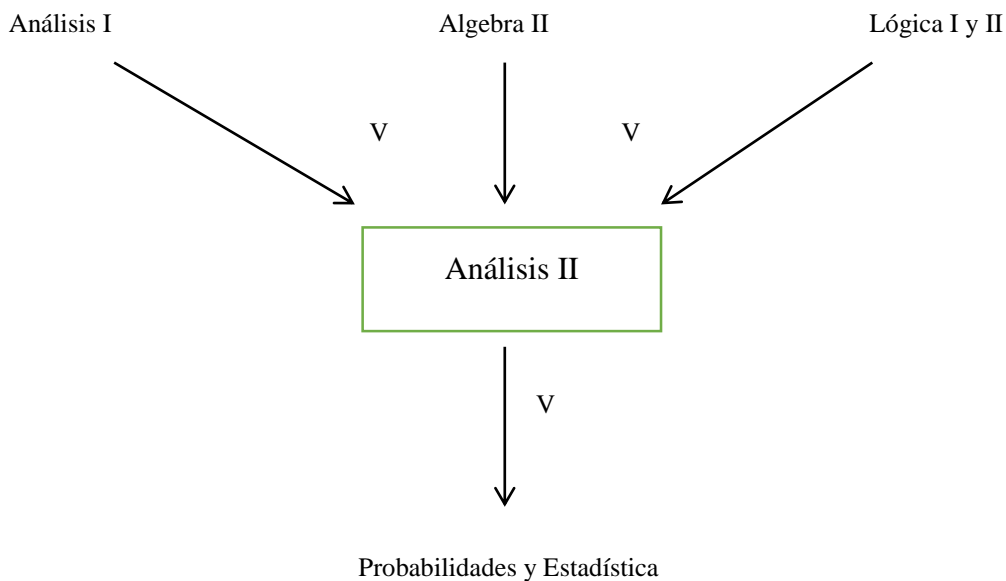 Análisis I
Algebra II
Lógica I y II
V
V
Análisis II
V
Probabilidades y Estadística